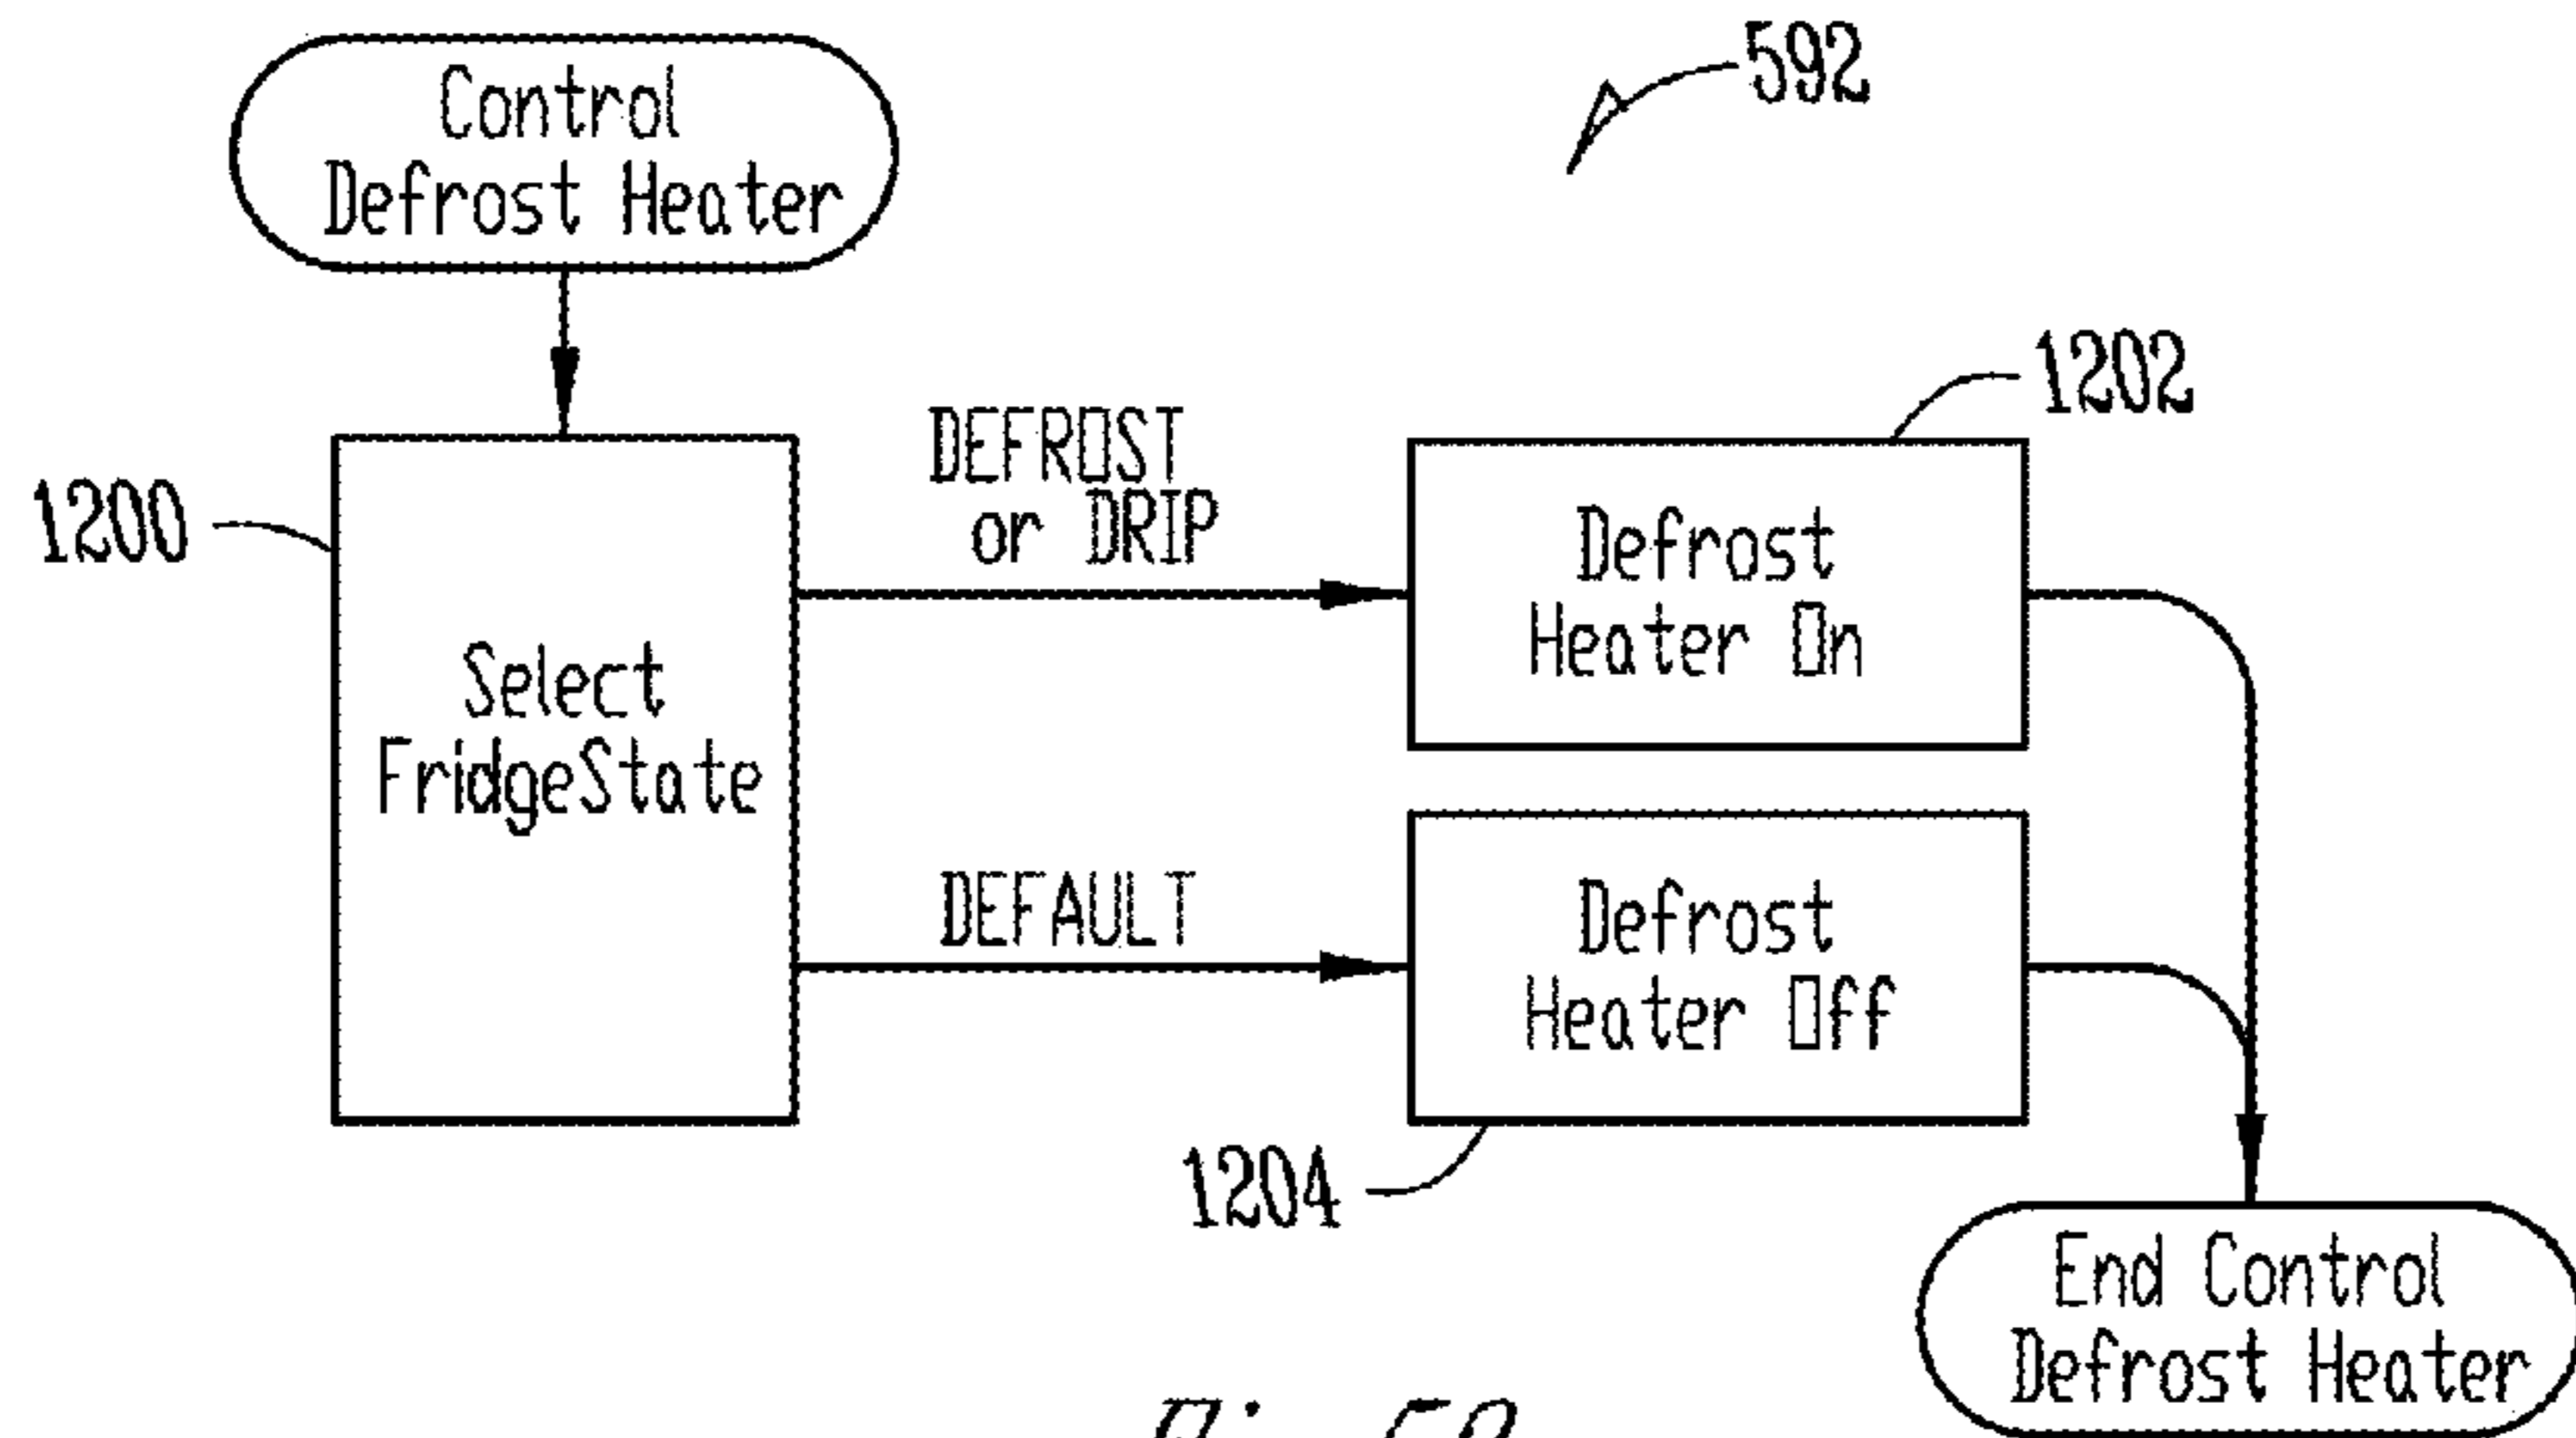 Control
Defrost Heater
592
1200
Select
FridgeState
DEFROST
or DRIP
1202
Defrost
Heater On
DEFAULT
Defrost
Heater Off
1204
End Control
Defrost Heater